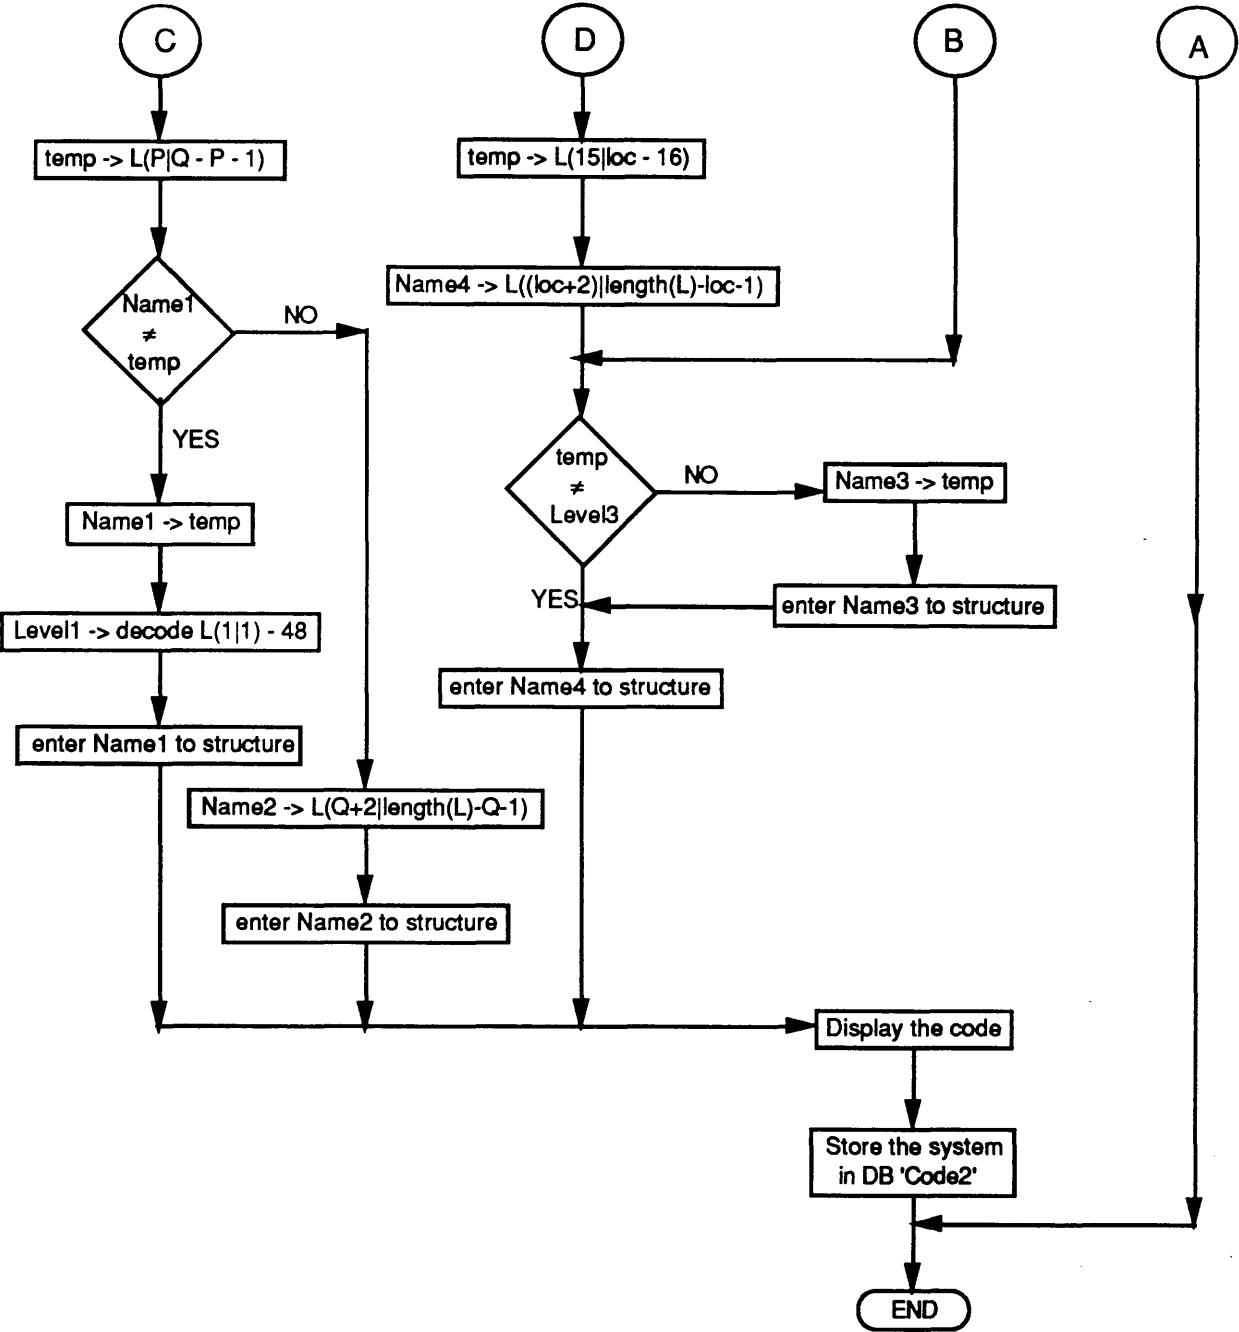 C
D
B
A
temp -> L(P|Q - P - 1)
temp -> L(15|loc - 16)
Name4 -> L((loc+2)|length(L)-loc-1)
Name1
≠
temp
NO
YES
temp
≠
Level3
NO
Name3 -> temp
Name1 -> temp
YES
enter Name3 to structure
Level1 -> decode L(1|1) - 48
enter Name4 to structure
enter Name1 to structure
Name2 -> L(Q+2|length(L)-Q-1)
enter Name2 to structure
Display the code
Store the system
in DB 'Code2'
END